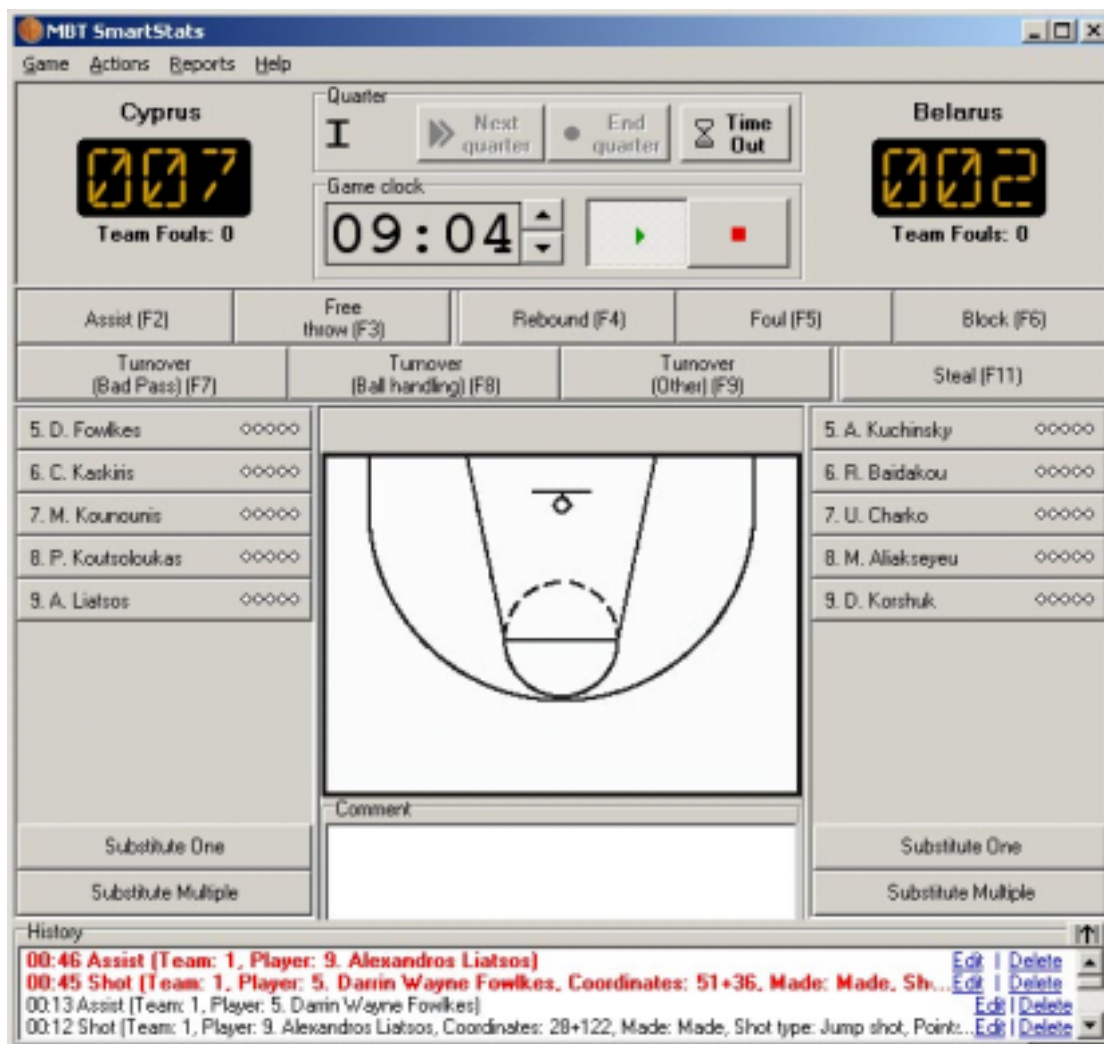 MBT SmartStats
Game Actions Reports Help
Cyprus
007
Team Fouls: 0
Quarter
I
Next quarter
End quarter
Time Out
Game clock
09:04
Belarus
002
Team Fouls: 0
Assist (F2)
Free throw (F3)
Rebound (F4)
Foul (F5)
Block (F6)
Turnover (Bad Pass) (F7)
Turnover (Ball handling) (F8)
Turnover (Other) (F9)
Steal (F11)
5. D. Fowlkes
6. C. Kaskiris
7. M. Kounounis
8. P. Koutsoloukas
9. A. Liatsos
5. A. Kuchinsky
6. R. Baidakou
7. U. Charko
8. M. Aliakseyeu
9. D. Korshuk
Substitute One
Substitute Multiple
Comment
Substitute One
Substitute Multiple
History
00:46 Assist (Team: 1, Player: 9. Alexandros Liatsos) Edit | Delete
00:45 Shot (Team: 1, Player: 5. Darrin Wayne Fowlkes, Coordinates: 51+36, Made: Made, Sh... Edit | Delete
00:13 Assist (Team: 1, Player: 5. Darrin Wayne Fowlkes) Edit | Delete
00:12 Shot (Team: 1, Player: 9. Alexandros Liatsos, Coordinates: 28+122, Made: Made, Shot type: Jump shot, Points:... Edit | Delete